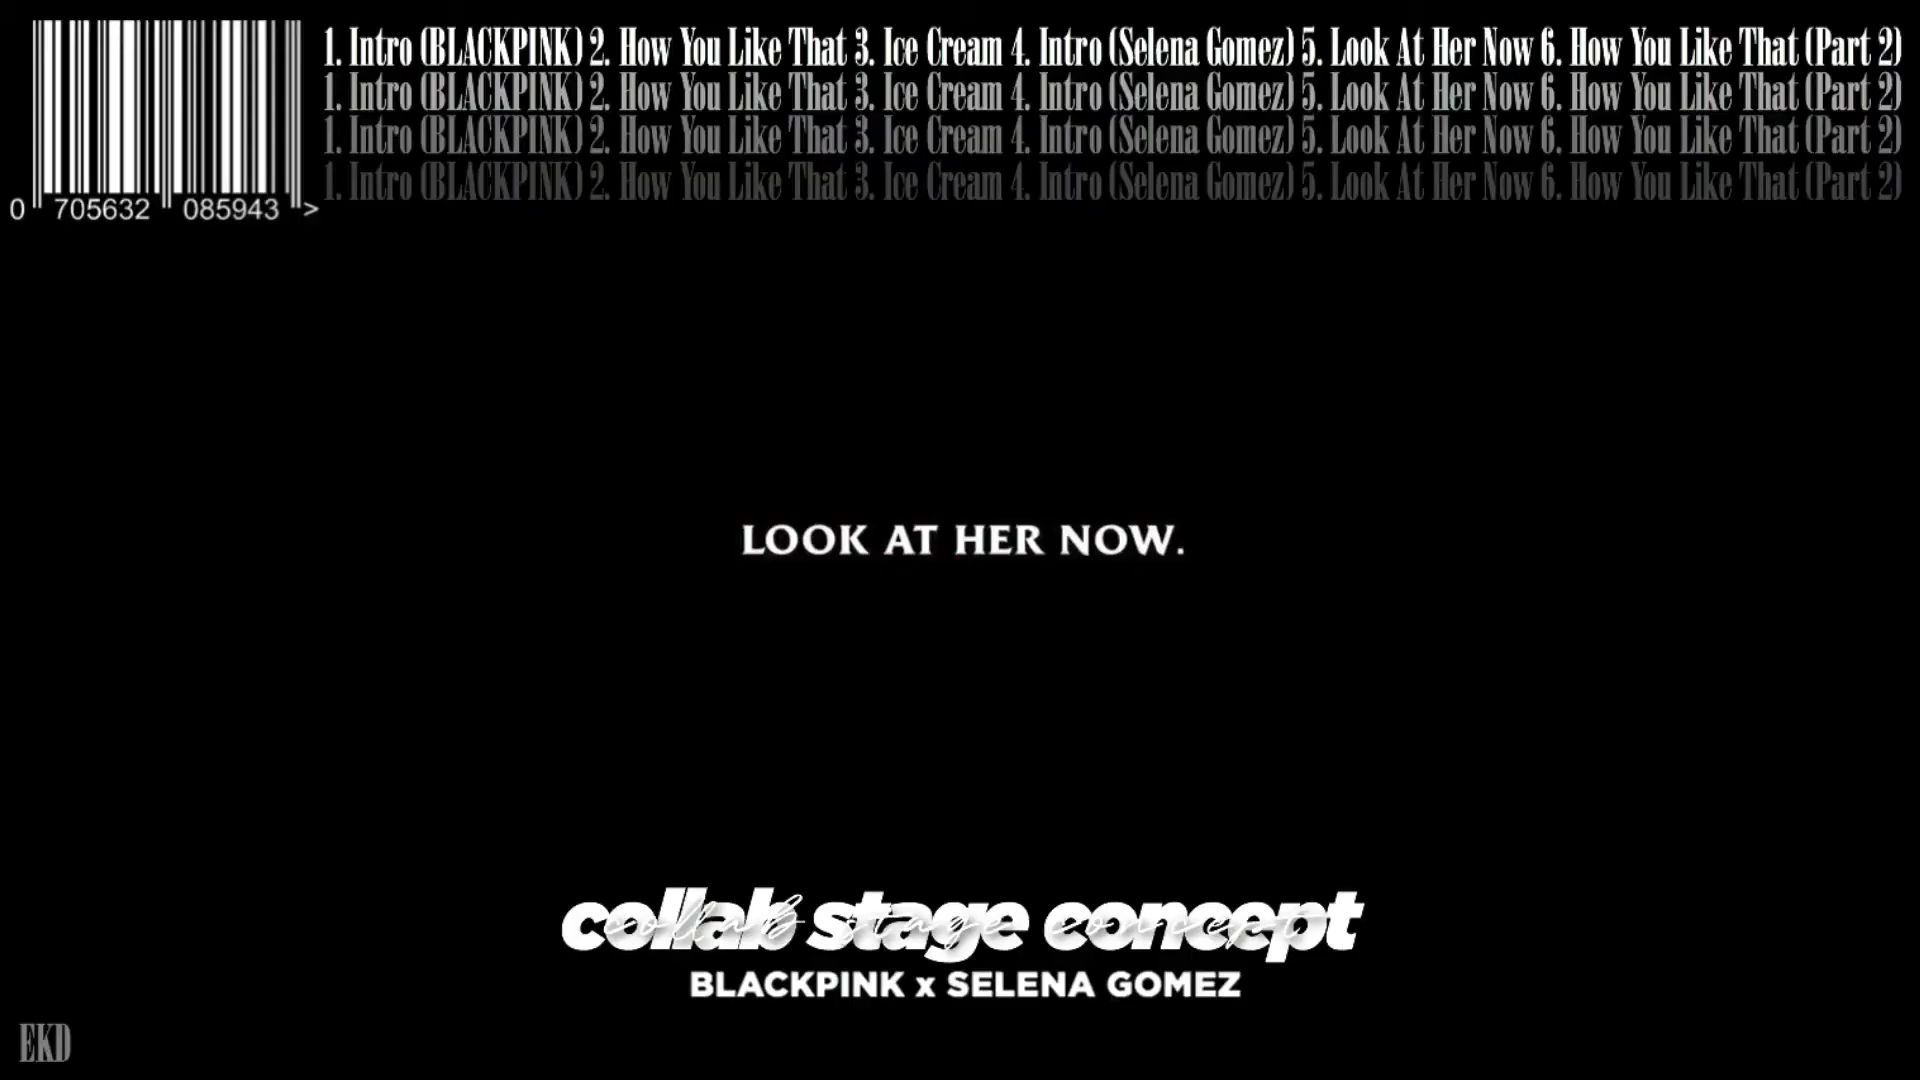 1. Intro (BLACKPINK) 2. How You Like That 3. Ice Cream 4. Intro (Selena Gomez) 5. Look At Her Now 6. How You Like That (Part 2)
1. Intro (BLACKPINK) 2. How You Like That 3. Ice Cream 4. Intro (Selena Gomez) 5. Look At Her Now 6. How You Like That (Part 2)
1. Intro (BLACKPINK) 2. How You Like That 3. Ice Cream 4. Intro (Selena Gomez) 5. Look At Her Now 6. How You Like That (Part 2)
1. Intro (BLACKPINK) 2. How You Like That 3. Ice Cream 4. Intro (Selena Gomez) 5. Look At Her Now 6. How You Like That (Part 2)
0 705632 085943 >
LOOK AT HER NOW.
collab stage concept
collab stage concept
BLACKPINK x SELENA GOMEZ
EKD